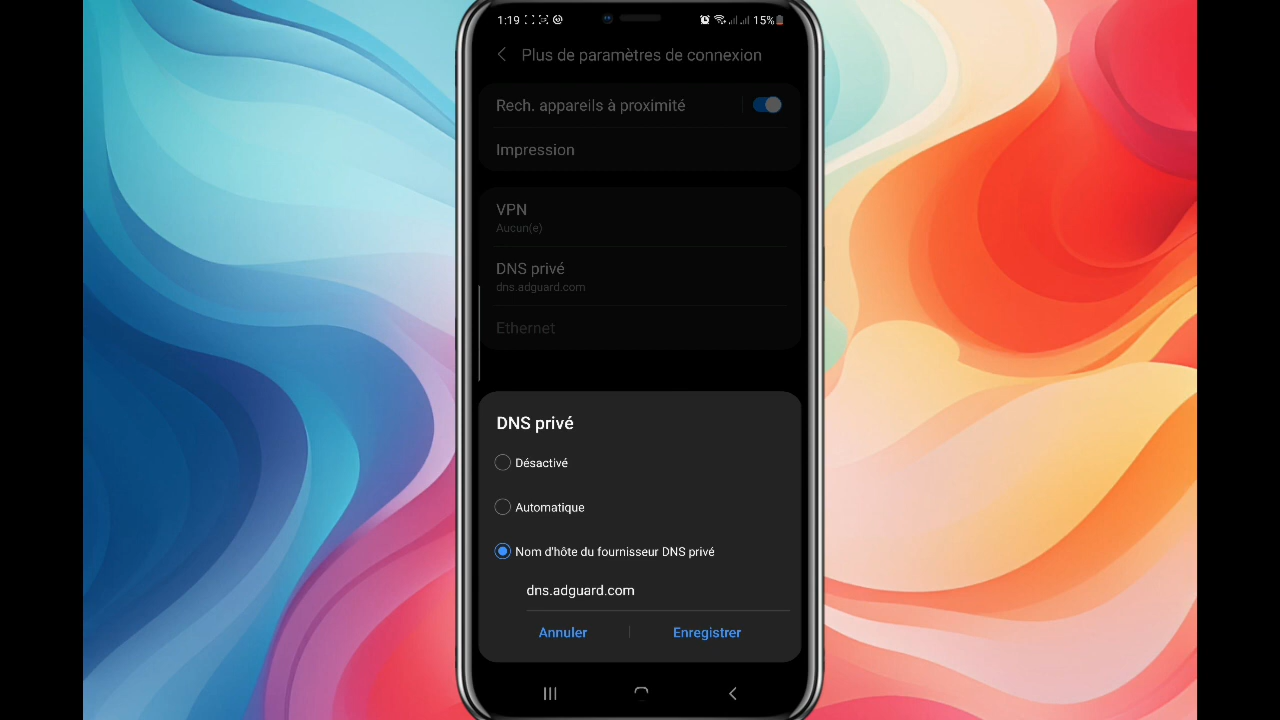 1:19 15%
Plus de paramètres de connexion
Rech. appareils à proximité
Impression
VPN
Aucun(e)
DNS privé
dns.adguard.com
Ethernet
DNS privé
Désactivé
Automatique
Nom d'hôte du fournisseur DNS privé
dns.adguard.com
Annuler Enregistrer